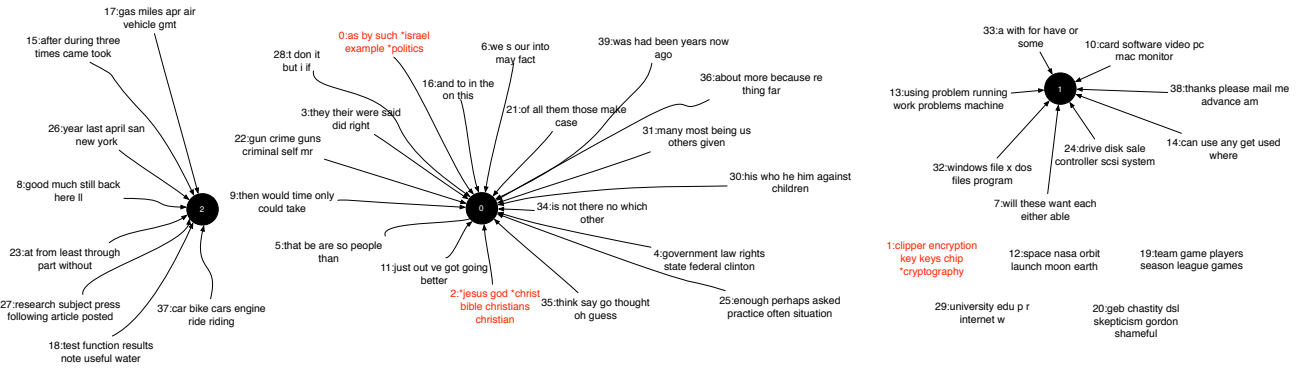 17:gas miles apr air
vehicle gmt
15:after during three
times came took
26:year last april san
new york
8:good much still back
here ll
2
23:at from least through
part without
27:research subject press
following article posted
37:car bike cars engine
ride riding
18:test function results
note useful water
0:as by such *israel
example *politics
28:t don it
but i if
6:we s our into
may fact
39:was had been years now
ago
16:and to in the
on this
36:about more because re
thing far
3:they their were said
did right
21:of all them those make
case
22:gun crime guns
criminal self mr
31:many most being us
others given
30:his who he him against
children
9:then would time only
could take
0
34:is not there no which
other
5:that be are so people
than
4:government law rights
state federal clinton
11:just out ve got going
better
2:*jesus god *christ
bible christians
christian
35:think say go thought
oh guess
25:enough perhaps asked
practice often situation
33:a with for have or
some
10:card software video pc
mac monitor
1
13:using problem running
work problems machine
38:thanks please mail me
advance am
14:can use any get used
where
24:drive disk sale
controller scsi system
32:windows file x dos
files program
7:will these want each
either able
1:clipper encryption
key keys chip
*cryptography
12:space nasa orbit
launch moon earth
19:team game players
season league games
29:university edu p r
internet w
20:geb chastity dsl
skepticism gordon
shameful